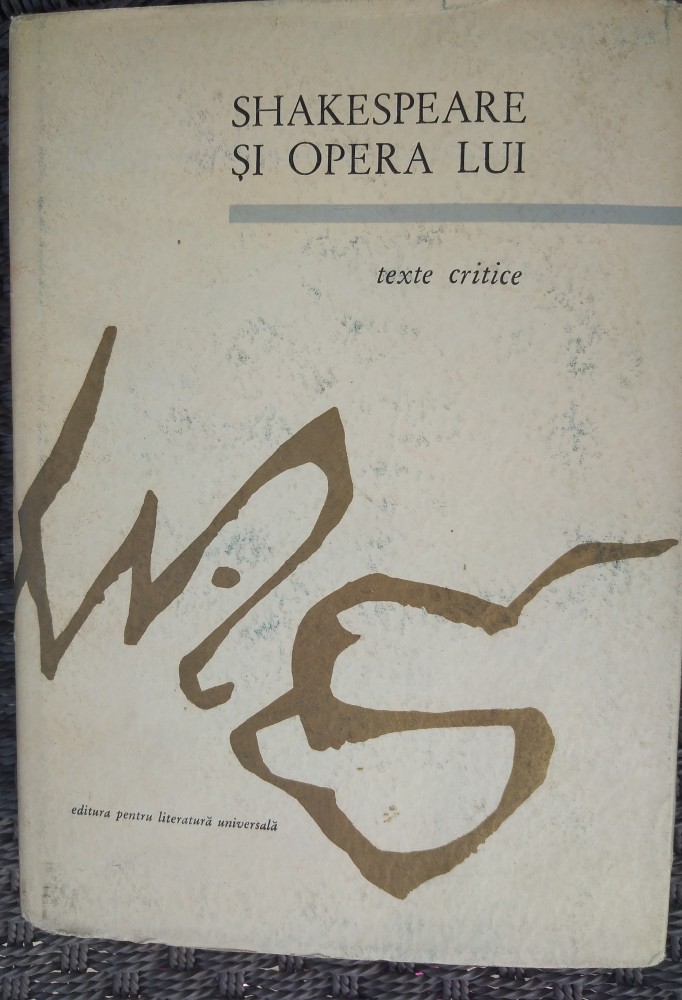 SHAKESPEARE
ȘI OPERA LUI
texte critice
W.S
editura pentru literatură universală